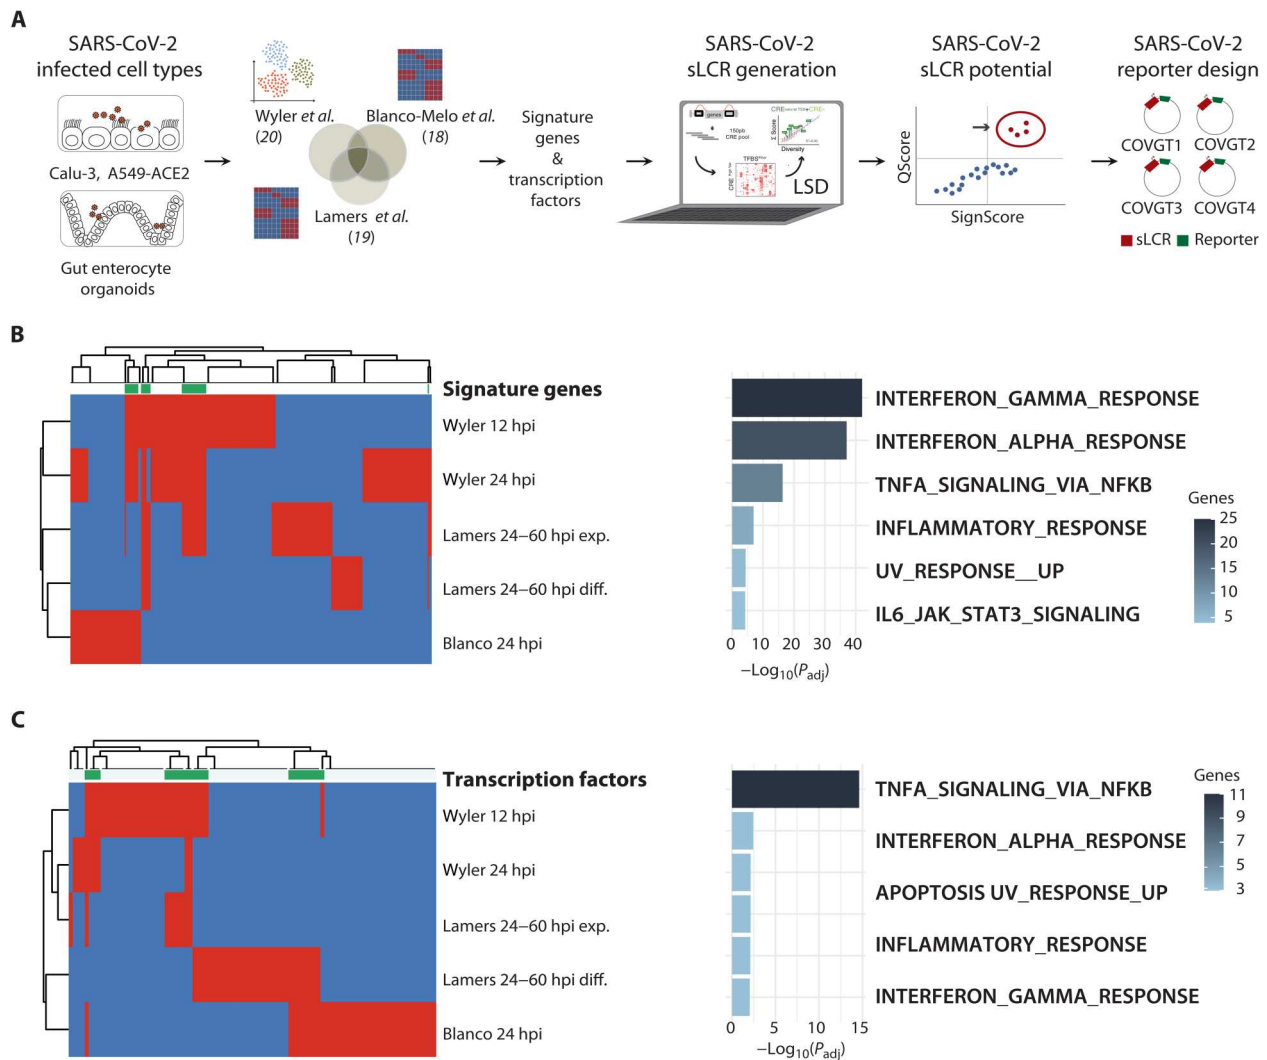 A
SARS-CoV-2
infected cell types
Calu-3, A549-ACE2
Gut enterocyte
organoids
Wyler et al.
(20)
Blanco-Melo et al.
(18)
Lamers et al.
(19)
Signature
genes
&
transcription
factors
SARS-CoV-2
sLCR generation
genes
150pb
CRE pool
Σ Score
Diversity
LSD
SARS-CoV-2
sLCR potential
QScore
SignScore
SARS-CoV-2
reporter design
COVGT1 COVGT2
COVGT3 COVGT4
sLCR Reporter
B
Signature genes
Wyler 12 hpi
Wyler 24 hpi
Lamers 24–60 hpi exp.
Lamers 24–60 hpi diff.
Blanco 24 hpi
INTERFERON_GAMMA_RESPONSE
INTERFERON_ALPHA_RESPONSE
TNFA_SIGNALING_VIA_NFKB
INFLAMMATORY_RESPONSE
UV_RESPONSE__UP
IL6_JAK_STAT3_SIGNALING
0 10 20 30 40
−Log10(Padj)
Genes
25
20
15
10
5
C
Transcription factors
Wyler 12 hpi
Wyler 24 hpi
Lamers 24–60 hpi exp.
Lamers 24–60 hpi diff.
Blanco 24 hpi
TNFA_SIGNALING_VIA_NFKB
INTERFERON_ALPHA_RESPONSE
APOPTOSIS UV_RESPONSE_UP
INFLAMMATORY_RESPONSE
INTERFERON_GAMMA_RESPONSE
0 5 10 15
−Log10(Padj)
Genes
11
9
7
5
3